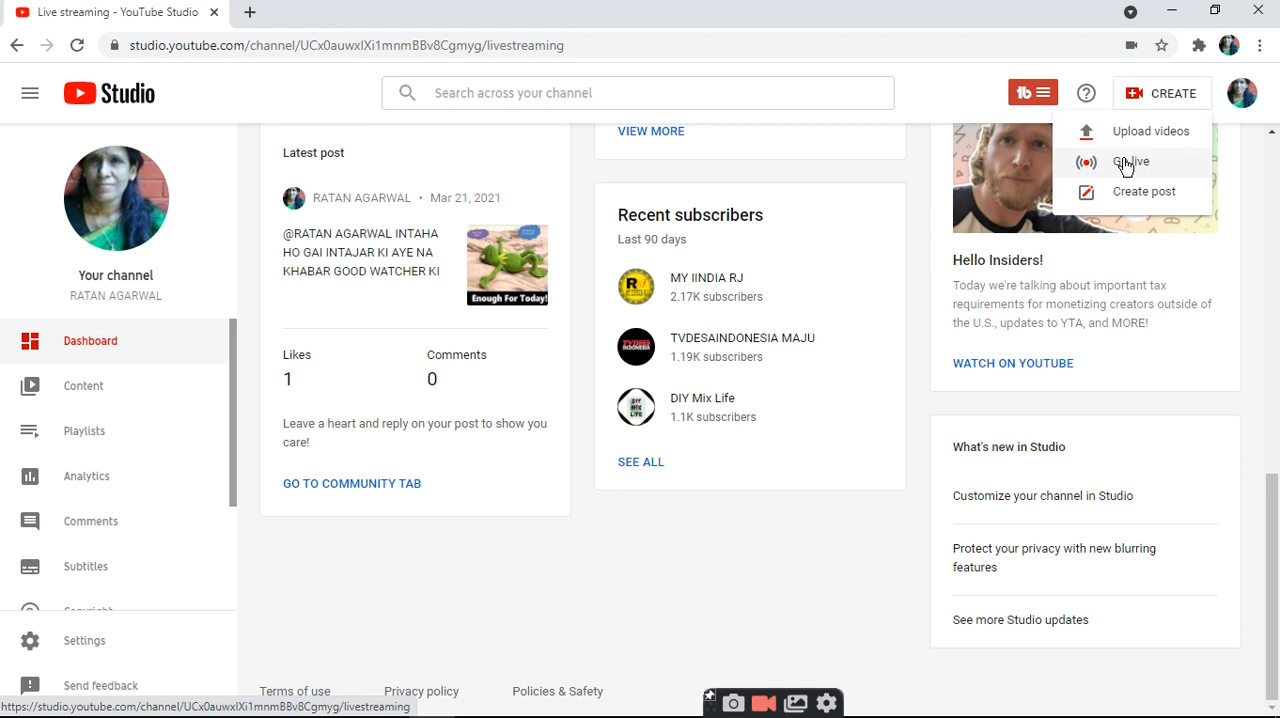 Live streaming - YouTube Studio
studio.youtube.com/channel/UCx0auwxlXi1mnmBBv8Cgmyg/livestreaming
Studio
Search across your channel
CREATE
Upload videos
Create post
Your channel
RATAN AGARWAL
Dashboard
Content
Playlists
Analytics
Comments
Subtitles
Settings
Send feedback
Latest post
RATAN AGARWAL • Mar 21, 2021
@RATAN AGARWAL INTAHA
HO GAI INTAJAR KI AYE NA
KHABAR GOOD WATCHER KI
Enough For Today!
Likes
Comments
1
0
Leave a heart and reply on your post to show you
care!
GO TO COMMUNITY TAB
VIEW MORE
Recent subscribers
Last 90 days
MY IINDIA RJ
2.17K subscribers
TVDESAINDONESIA MAJU
1.19K subscribers
DIY Mix Life
1.1K subscribers
SEE ALL
Hello Insiders!
Today we're talking about important tax
requirements for monetizing creators outside of
the U.S., updates to YTA, and MORE!
WATCH ON YOUTUBE
What's new in Studio
Customize your channel in Studio
Protect your privacy with new blurring
features
See more Studio updates
Terms of use
Privacy policy
Policies & Safety
https://studio.youtube.com/channel/UCx0auwxlXi1mnmBBv8Cgmyg/livestreaming